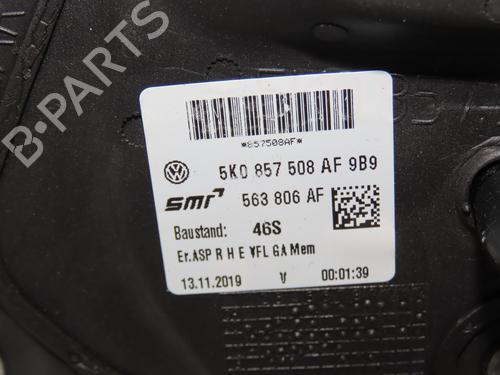 *857508AF*
5K0 857 508 AF 9B9
smr 563 806 AF
Baustand: 46S
Er.ASP R H E VFL GA Mem
13.11.2019 V 00:01:39
B-PARTS